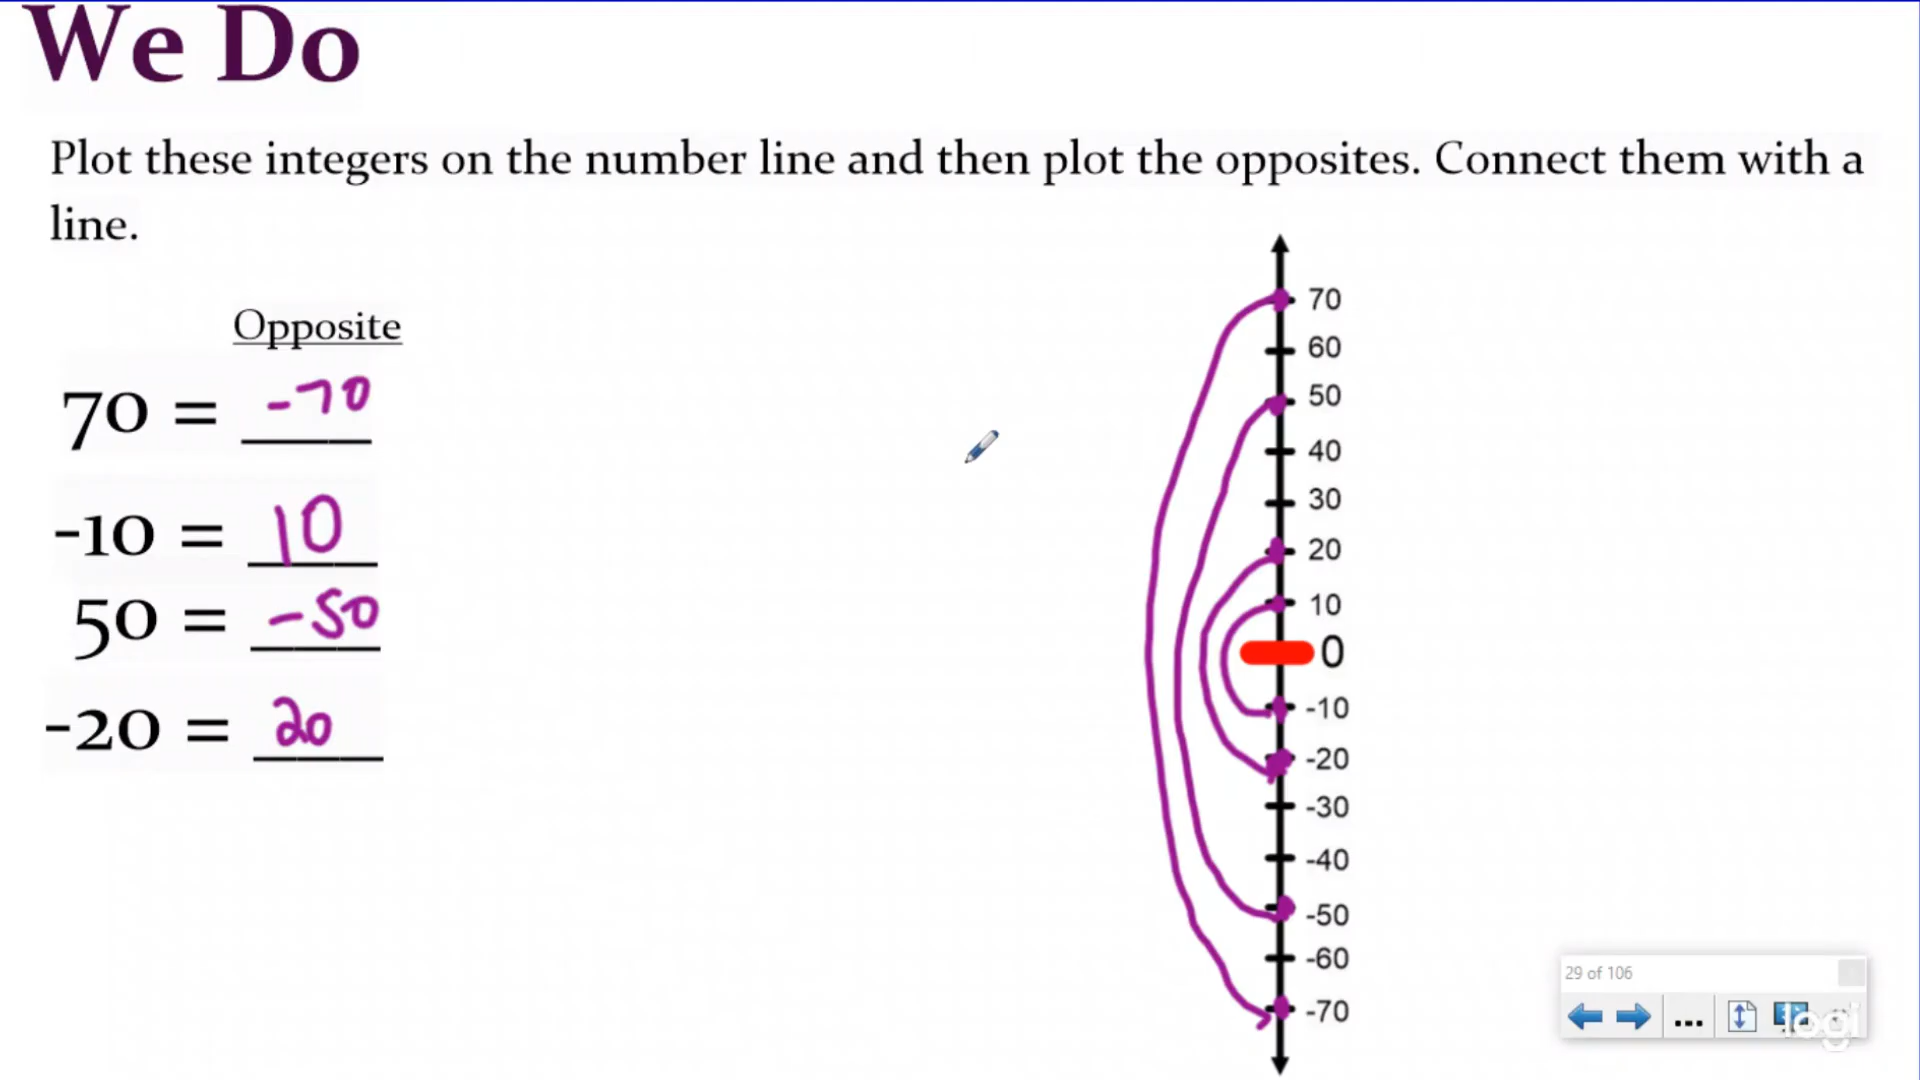 We Do
Plot these integers on the number line and then plot the opposites. Connect them with a
line.
Opposite
70 = -70
-10 = 10
50 = -50
-20 = 20
70
60
50
40
30
20
10
0
-10
-20
-30
-40
-50
-60
-70
29 of 106
...
logi